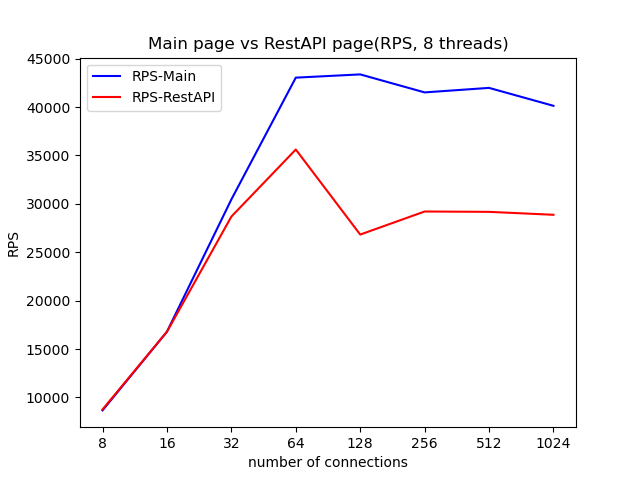 Main page vs RestAPI page(RPS, 8 threads)
RPS-Main
RPS-RestAPI
45000
40000
35000
30000
25000
20000
15000
10000
RPS
8 16 32 64 128 256 512 1024
number of connections